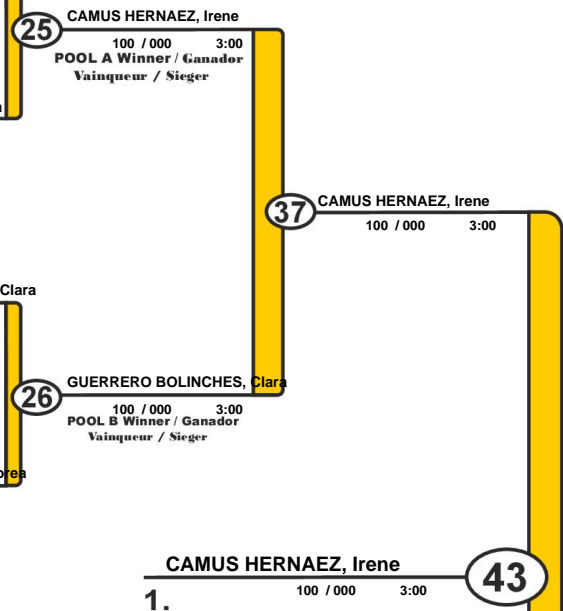 25
CAMUS HERNAEZ, Irene
100 / 000 3:00
POOL A Winner / Ganador
Vainqueur / Sieger
37
CAMUS HERNAEZ, Irene
100 / 000 3:00
Clara
26
GUERRERO BOLINCHES, Clara
100 / 000 3:00
POOL B Winner / Ganador
Vainqueur / Sieger
CAMUS HERNAEZ, Irene
43
1.
100 / 000 3:00